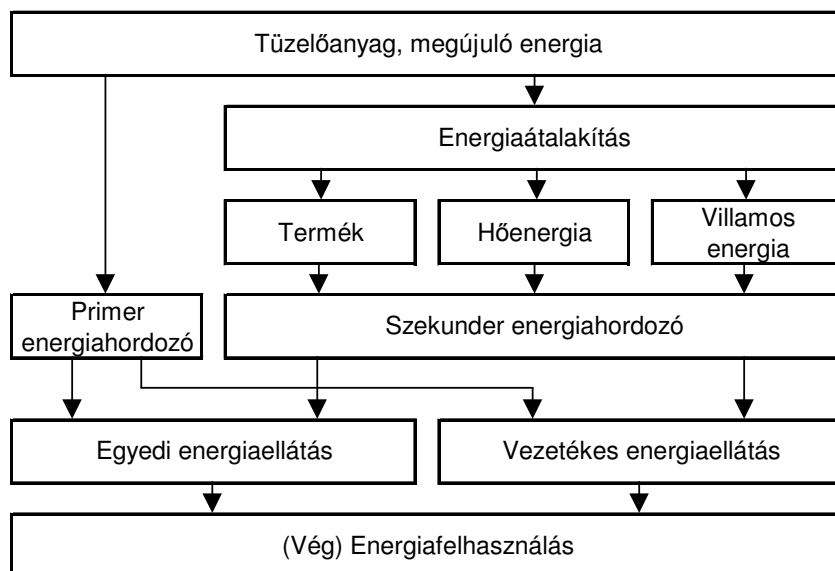 Tüzelőanyag, megújuló energia
Energiaátalakítás
Termék
Hőenergia
Villamos
energia
Primer
energiahordozó
Szekunder energiahordozó
Egyedi energiaellátás
Vezetékes energiaellátás
(Vég) Energiafelhasználás